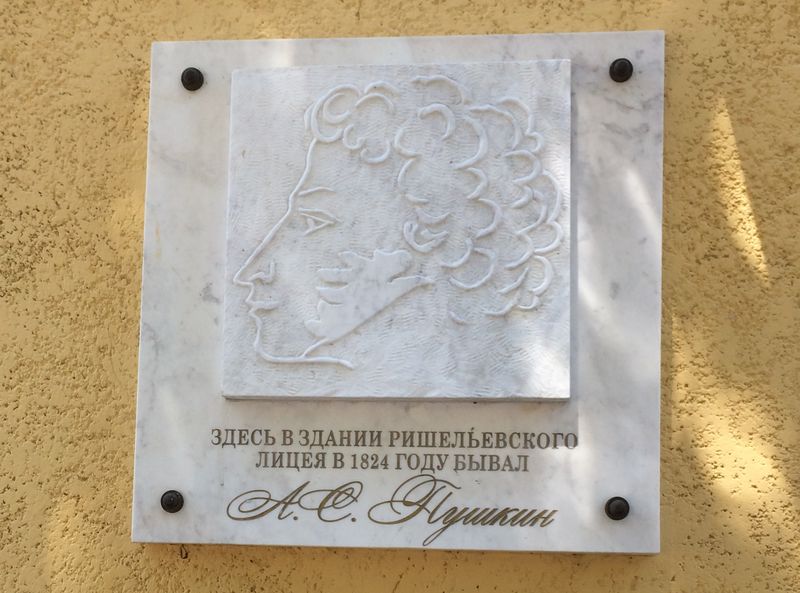 ЗДЕСЬ В ЗДАНИИ РИШЕЛЬЕВСКОГО
ЛИЦЕЯ В 1824 ГОДУ БЫВАЛ
А. С. Пушкин